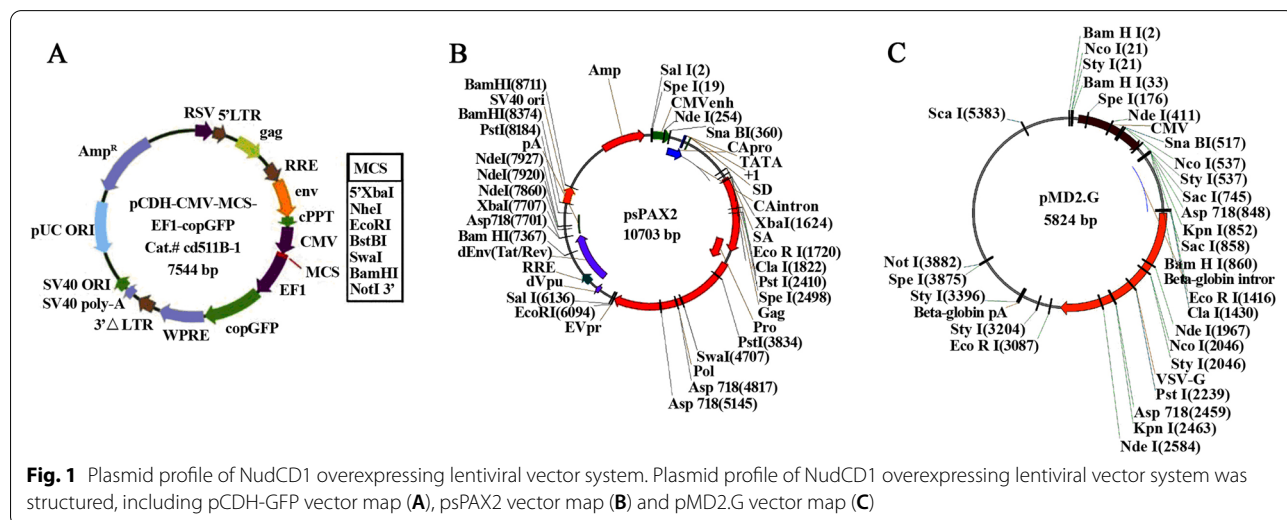 A
RSV
5'LTR
gag
RRE
env
cPPT
CMV
MCS
EF1
copGFP
WPRE
3'△ LTR
SV40 poly-A
SV40 ORI
pUC ORI
Amp^R
pCDH-CMV-MCS-
EF1-copGFP
Cat.# cd511B-1
7544 bp
MCS
5'XbaI
NheI
EcoRI
BstBI
SwaI
BamHI
NotI 3'
B
Amp
Sal I(2)
Spe I(19)
CMVenh
Nde I(254)
Sna BI(360)
CApro
TATA
+1
SD
CAintron
XbaI(1624)
SA
Eco R I(1720)
Cla I(1822)
Pst I(2410)
Spe I(2498)
Gag
Pro
PstI(3834)
SwaI(4707)
Pol
Asp 718(4817)
Asp 718(5145)
BamHI(8711)
SV40 ori
BamHI(8374)
PstI(8184)
pA
NdeI(7927)
NdeI(7920)
NdeI(7860)
XbaI(7707)
Asp718(7701)
Bam HI(7367)
dEnv(Tat/Rev)
RRE
dVpu
Sal I(6136)
EcoRI(6094)
EVpr
psPAX2
10703 bp
C
Bam H I(2)
Nco I(21)
Sty I(21)
Bam H I(33)
Spe I(176)
Nde I(411)
CMV
Sna BI(517)
Nco I(537)
Sty I(537)
Sac I(745)
Asp 718(848)
Kpn I(852)
Sac I(858)
Bam H I(860)
Beta-globin intror
Eco R I(1416)
Cla I(1430)
Nde I(1967)
Nco I(2046)
Sty I(2046)
VSV-G
Pst I(2239)
Asp 718(2459)
Kpn I(2463)
Nde I(2584)
Sca I(5383)
Not I(3882)
Spe I(3875)
Sty I(3396)
Beta-globin pA
Sty I(3204)
Eco R I(3087)
pMD2.G
5824 bp
Fig. 1 Plasmid profile of NudCD1 overexpressing lentiviral vector system. Plasmid profile of NudCD1 overexpressing lentiviral vector system was
structured, including pCDH-GFP vector map (A), psPAX2 vector map (B) and pMD2.G vector map (C)